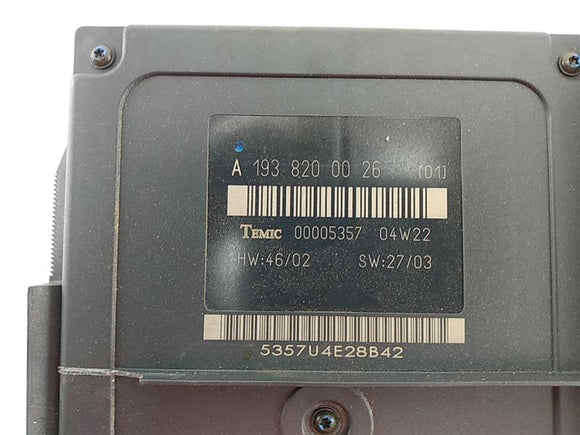 A 193 820 00 26 [01]
TEMIC 00005357 04W22
HW:46/02 SW:27/03
5357U4E28B42